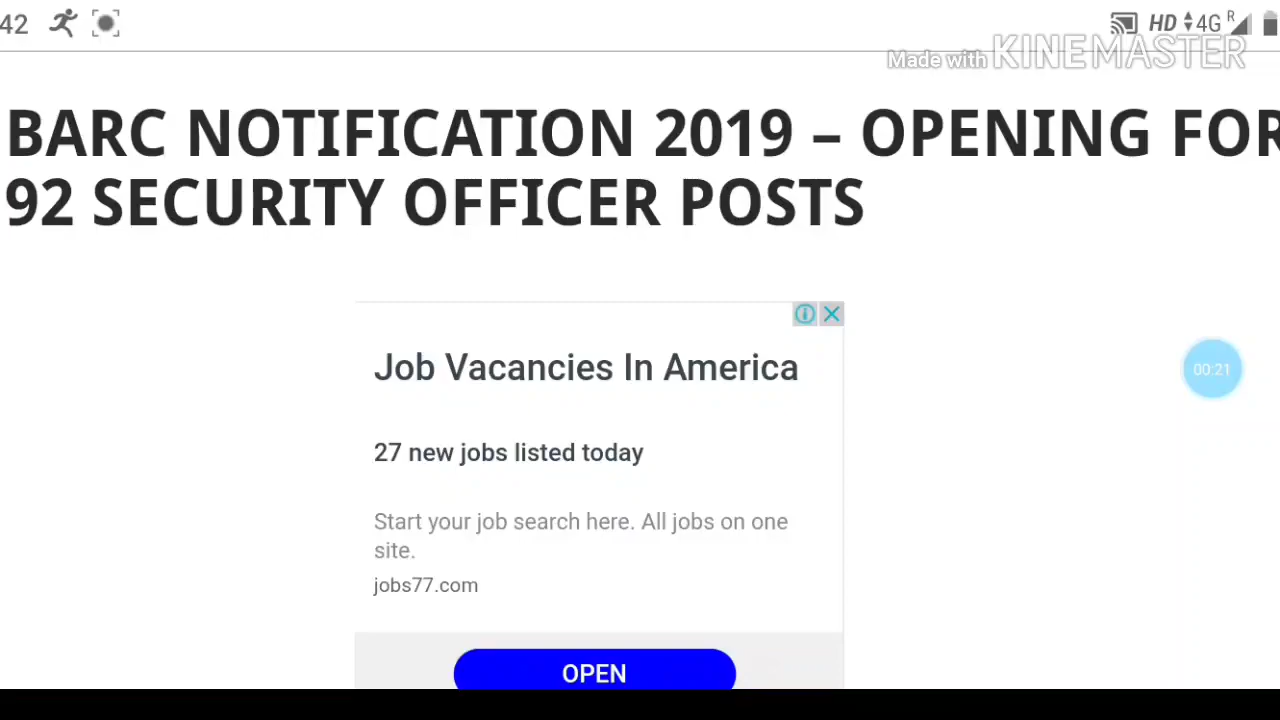 42
HD 4G R
Made with KINEMASTER
BARC NOTIFICATION 2019 – OPENING FOR
92 SECURITY OFFICER POSTS
Job Vacancies In America
27 new jobs listed today
00:21
Start your job search here. All jobs on one
site.
jobs77.com
OPEN